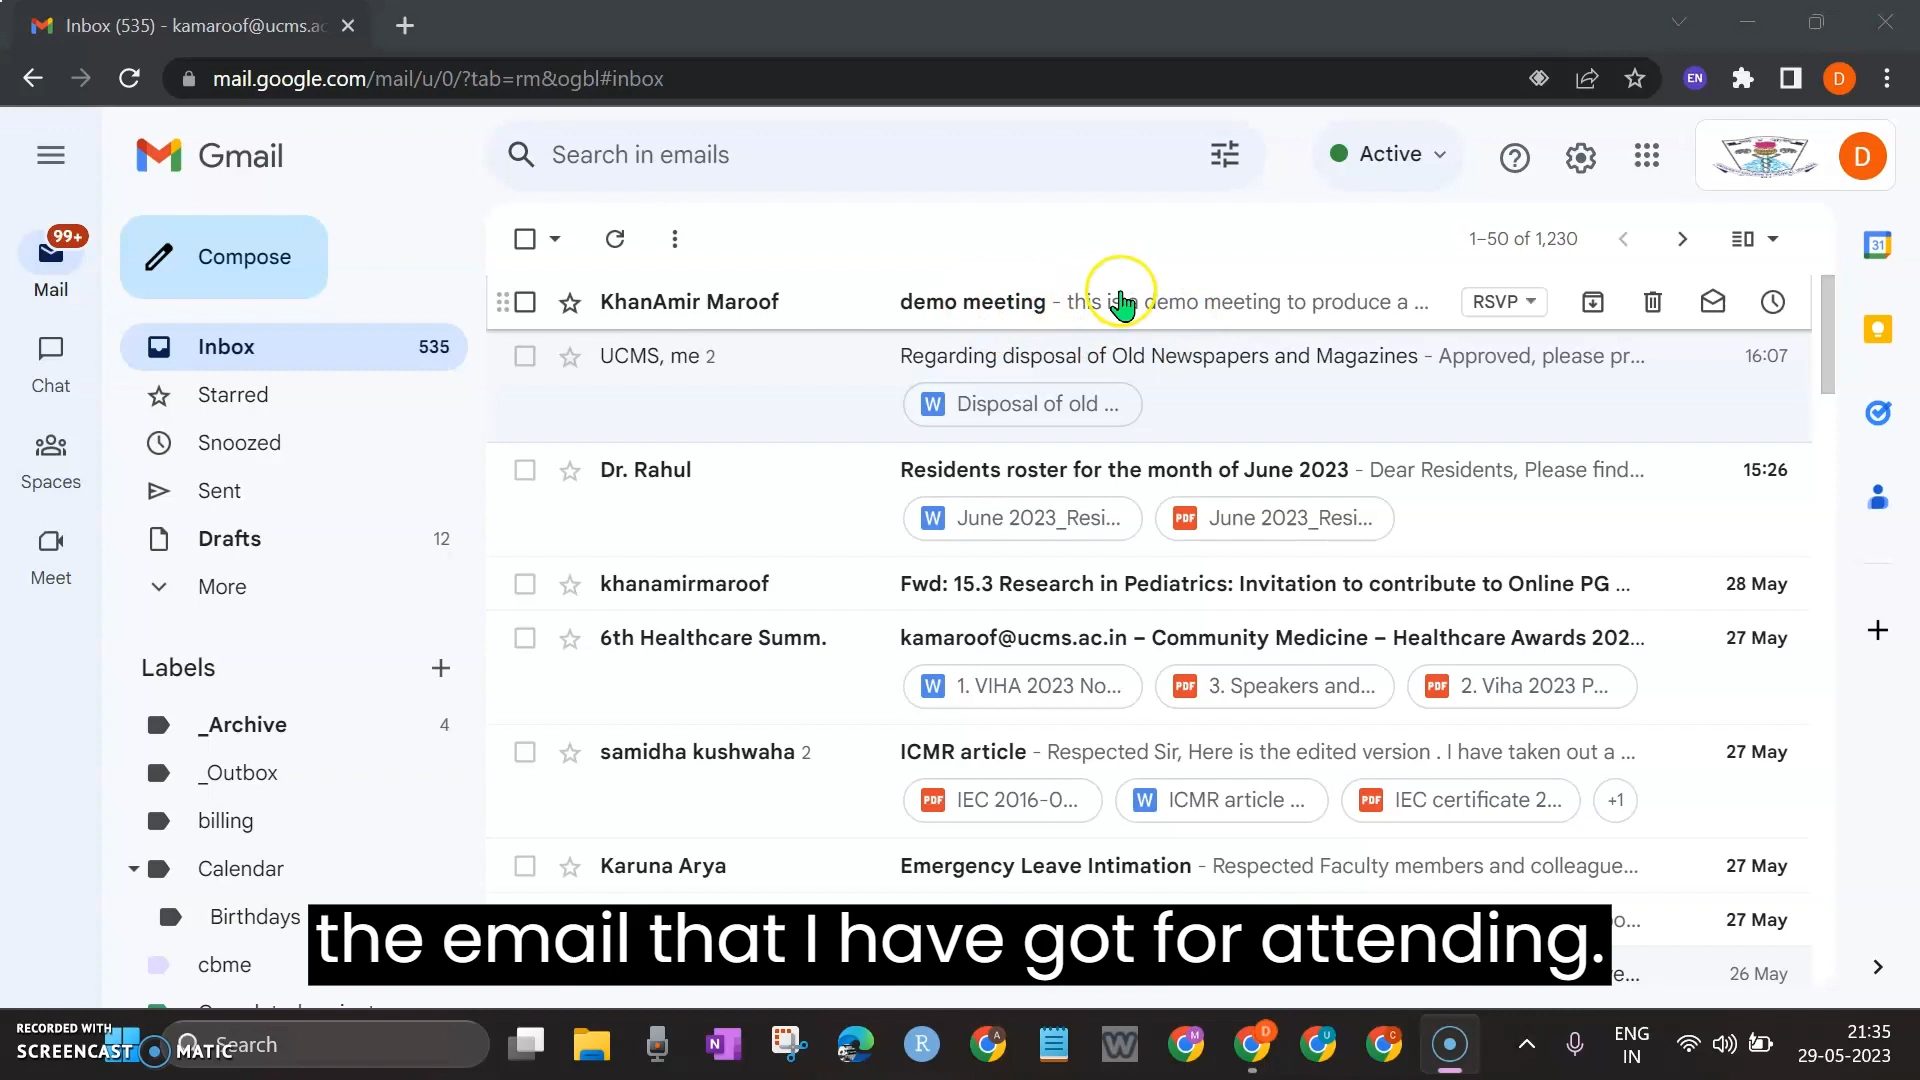 Inbox (535) - kamaroof@ucms.ac
mail.google.com/mail/u/0/?tab=rm&ogbl#inbox
EN
D
Gmail
Search in emails
Active
D
99+
Mail
Compose
1–50 of 1,230
31
KhanAmir Maroof
demo meeting - this is a demo meeting to produce a ...
RSVP
Inbox 535
UCMS, me 2
Regarding disposal of Old Newspapers and Magazines - Approved, please pr...
16:07
Chat
Starred
W Disposal of old ...
Snoozed
Spaces
Sent
Dr. Rahul
Residents roster for the month of June 2023 - Dear Residents, Please find...
15:26
W June 2023_Resi...
PDF June 2023_Resi...
Drafts 12
Meet
More
khanamirmaroof
Fwd: 15.3 Research in Pediatrics: Invitation to contribute to Online PG ...
28 May
6th Healthcare Summ.
kamaroof@ucms.ac.in – Community Medicine – Healthcare Awards 202...
27 May
Labels
W 1. VIHA 2023 No...
PDF 3. Speakers and...
PDF 2. Viha 2023 P...
_Archive 4
samidha kushwaha 2
ICMR article - Respected Sir, Here is the edited version . I have taken out a ...
27 May
_Outbox
PDF IEC 2016-0...
W ICMR article ...
PDF IEC certificate 2...
+1
billing
Calendar
Karuna Arya
Emergency Leave Intimation - Respected Faculty members and colleague...
27 May
Birthdays
27 May
the email that I have got for attending.
cbme
26 May
RECORDED WITH
SCREENCAST MATIC
Search
N
R
A
W
M
D
U
C
ENG
IN
21:35
29-05-2023